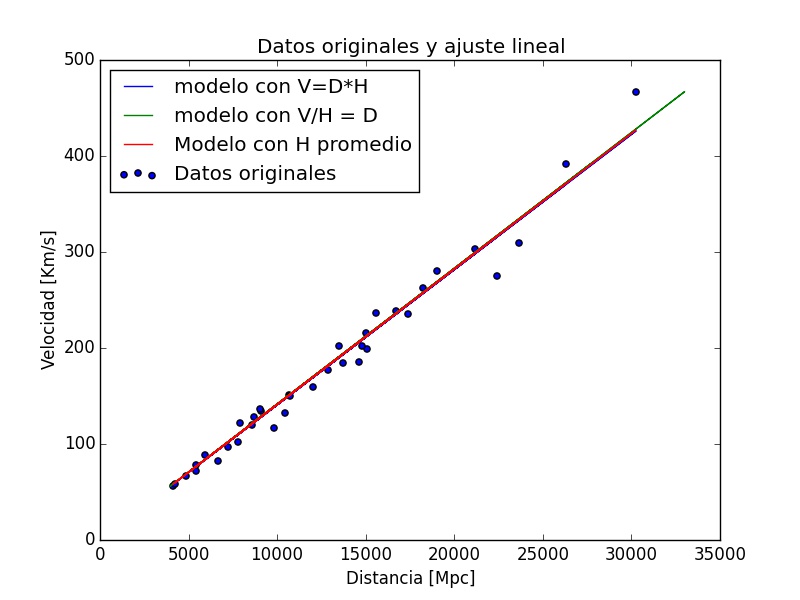 Datos originales y ajuste lineal
modelo con V=D*H
modelo con V/H = D
Modelo con H promedio
Datos originales
500
400
300
200
100
0
Velocidad [Km/s]
0 5000 10000 15000 20000 25000 30000 35000
Distancia [Mpc]